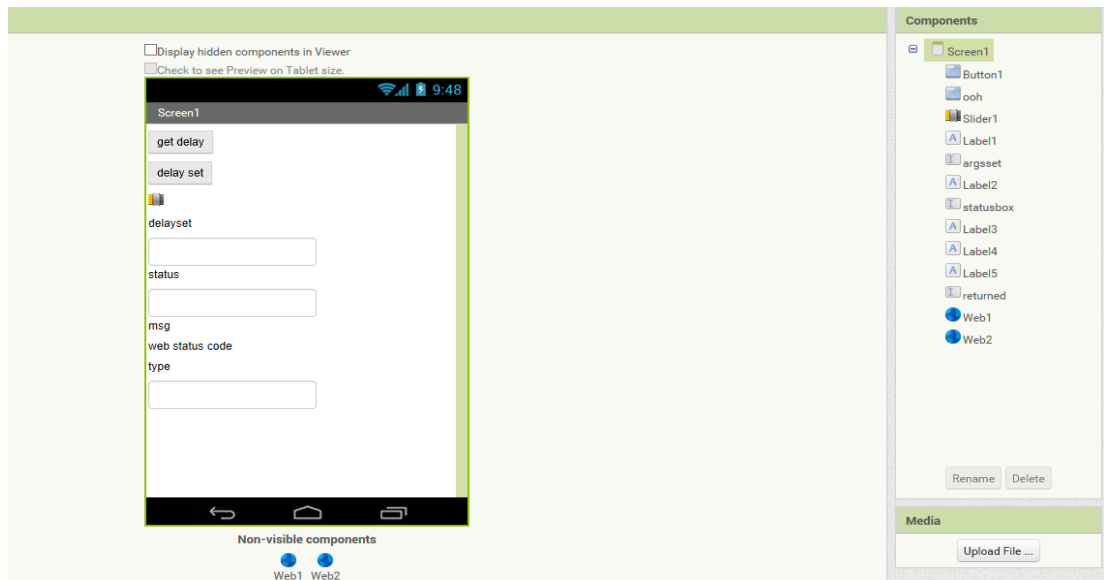 Display hidden components in Viewer
Check to see Preview on Tablet size.
9:48
Screen1
get delay
delay set
delayset
status
msg
web status code
type
Non-visible components
Web1 Web2
Components
Screen1
Button1
ooh
Slider1
Label1
argsset
Label2
statusbox
Label3
Label4
Label5
returned
Web1
Web2
Rename Delete
Media
Upload File ...